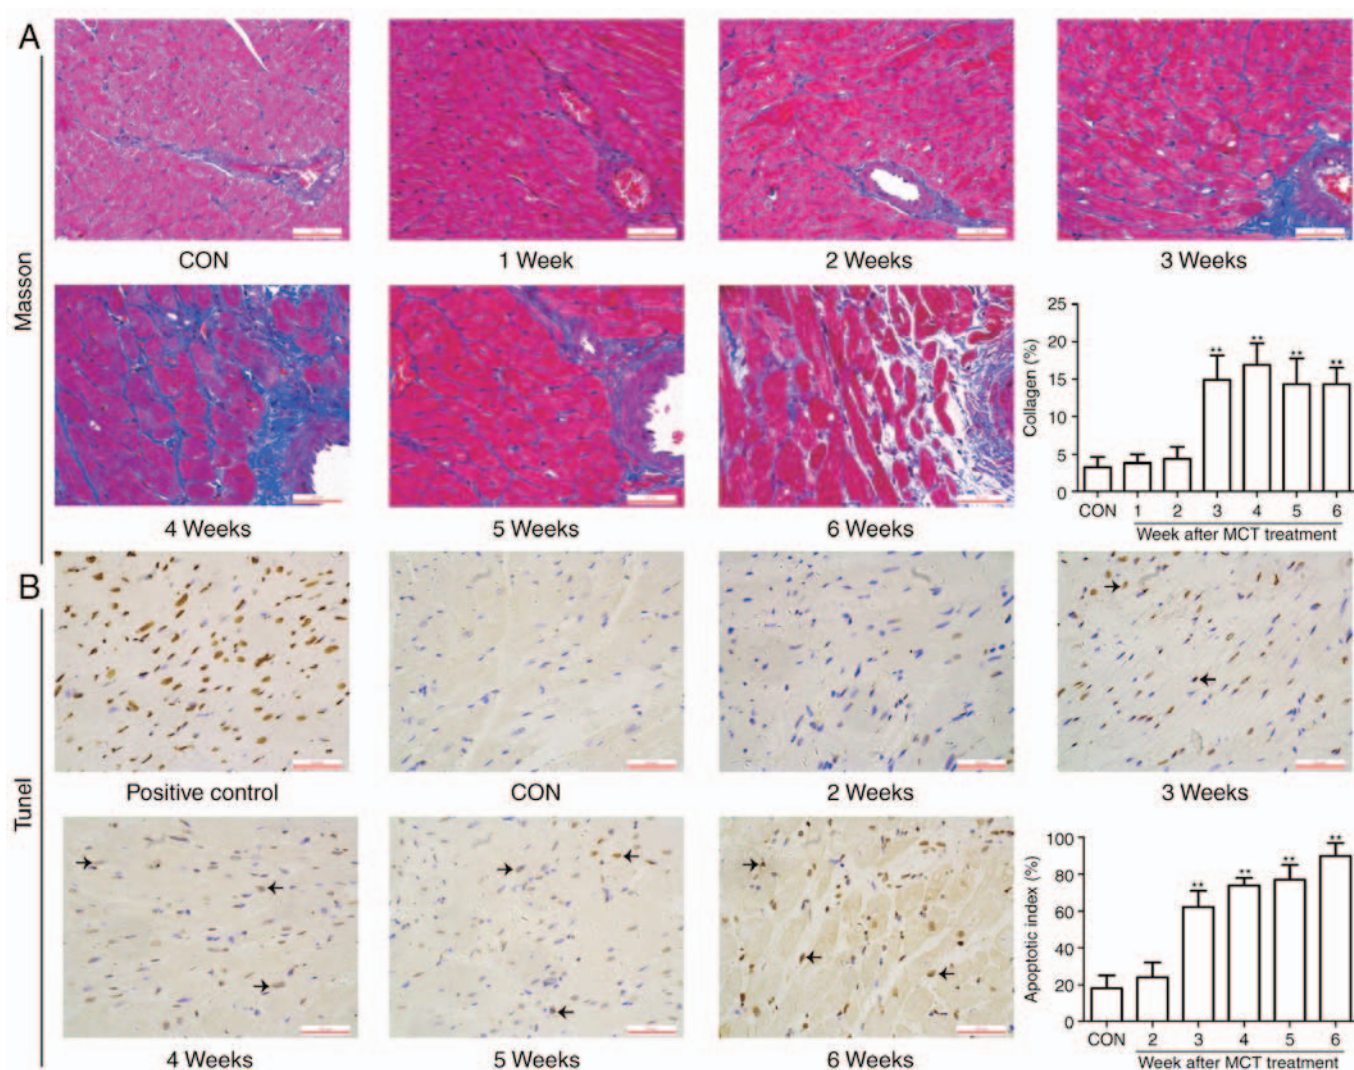 A
Masson
CON
1 Week
2 Weeks
3 Weeks
4 Weeks
5 Weeks
6 Weeks
Collagen (%)
25
20
15
10
5
0
** ** ** **
CON 1 2 3 4 5 6
Week after MCT treatment
B
Tunel
Positive control
CON
2 Weeks
3 Weeks
4 Weeks
5 Weeks
6 Weeks
Apoptotic index (%)
100
80
60
40
20
0
** ** ** **
CON 2 3 4 5 6
Week after MCT treatment